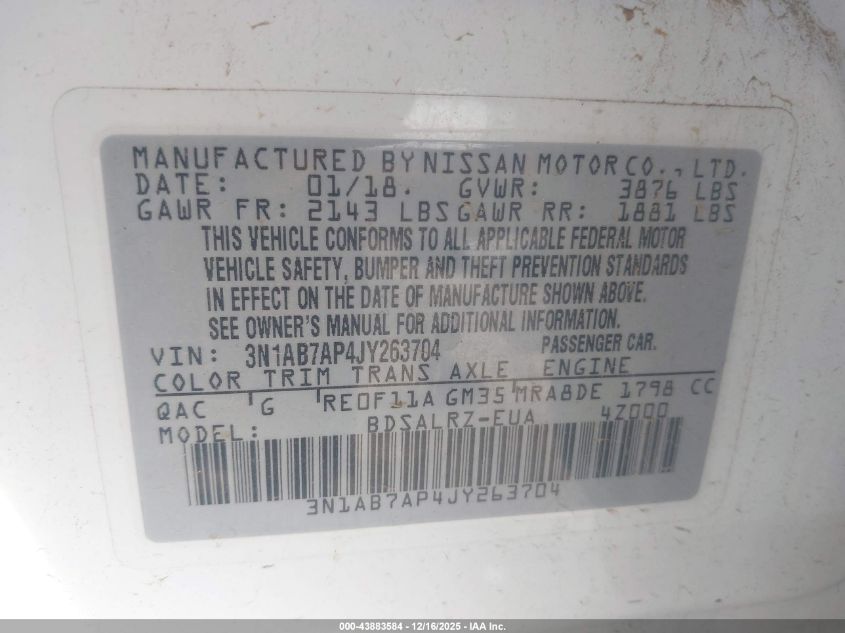 MANUFACTURED BY NISSAN MOTOR CO., LTD.
DATE: 01/18. GVWR: 3876 LBS
GAWR FR: 2143 LBS GAWR RR: 1881 LBS
THIS VEHICLE CONFORMS TO ALL APPLICABLE FEDERAL MOTOR
VEHICLE SAFETY, BUMPER AND THEFT PREVENTION STANDARDS
IN EFFECT ON THE DATE OF MANUFACTURE SHOWN ABOVE.
SEE OWNER'S MANUAL FOR ADDITIONAL INFORMATION.
VIN: 3N1AB7AP4JY263704 PASSENGER CAR.
COLOR TRIM TRANS AXLE ENGINE
QAC G RE0F11A GM35 MRA8DE 1798 CC
MODEL: BDSALRZ-EUA 4Z000
3N1AB7AP4JY263704
000-43883584 - 12/16/2025 - IAA Inc.